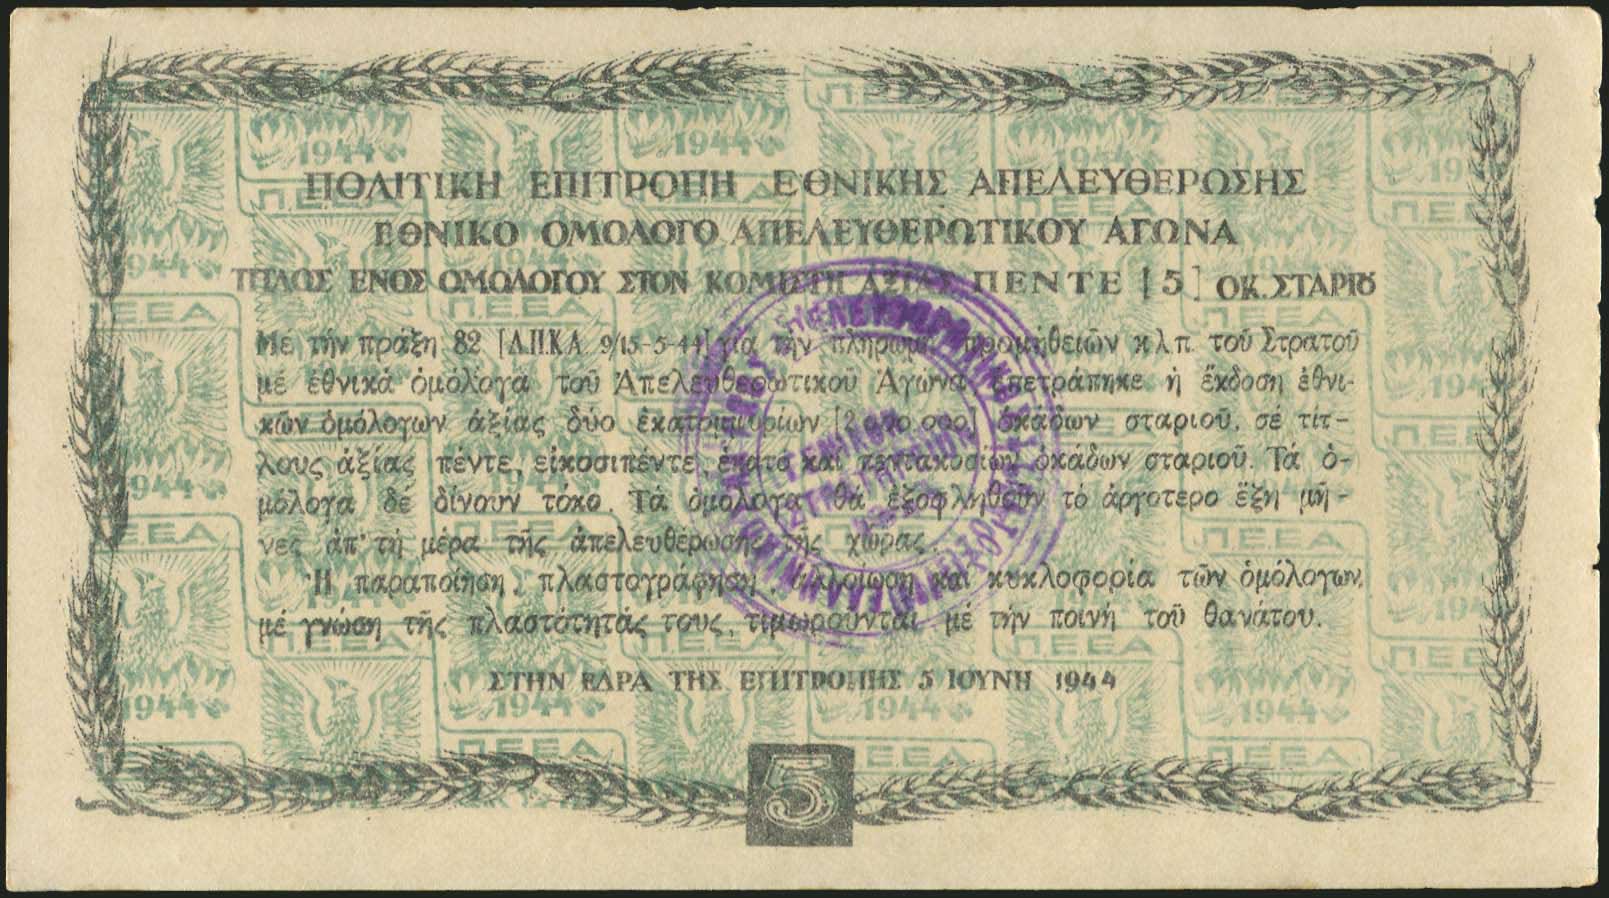 ΠΟΛΙΤΙΚΗ ΕΠΙΤΡΟΠΗ ΕΘΝΙΚΗΣ ΑΠΕΛΕΥΘΕΡΩΣΗΣ
ΕΘΝΙΚΟ ΟΜΟΛΟΓΟ ΑΠΕΛΕΥΘΕΡΩΤΙΚΟΥ ΑΓΩΝΑ
ΤΙΤΛΟΣ ΕΝΟΣ ΟΜΟΛΟΓΟΥ ΣΤΟΝ ΚΟΜΙΣΤΗ ΑΞΙΑΣ ΠΕΝΤΕ [5] ΟΚ. ΣΤΑΡΙΟΥ
Μέ τήν πράξη 82 [Δ.Π.Κ.Α. 9/15-5-44] γιά τήν πληρωμή προμηθειῶν κ.λ.π. τοῦ Στρατοῦ
μέ ἐθνικά ὁμόλογα τοῦ Ἀπελευθερωτικοῦ Ἀγώνα, ἐπετράπηκε ἡ ἔκδοση ἐθνι-
κῶν ὁμόλογων ἀξίας δύο ἑκατομμυρίων [2.000.000] ὀκάδων σταριοῦ, σέ τίτ-
λους ἀξίας πέντε, εἰκοσιπέντε, ἑκατό καί πεντακοσίων ὀκάδων σταριοῦ. Τά ὁ-
μόλογα δέ δίνουν τόκο. Τά ὁμόλογα θά ἐξοφληθοῦν τό ἀργότερο ἕξη μῆ-
νες ἀπ' τή μέρα τῆς ἀπελευθέρωσης τῆς χώρας.
Ἡ παραποίηση, πλαστογράφηση, ἀλλοίωση καί κυκλοφορία τῶν ὁμόλογων,
μέ γνώση τῆς πλαστότητάς τους, τιμωροῦνται μέ τήν ποινή τοῦ θανάτου.
ΣΤΗΝ ΕΔΡΑ ΤΗΣ ΕΠΙΤΡΟΠΗΣ 5 ΙΟΥΝΗ 1944
5